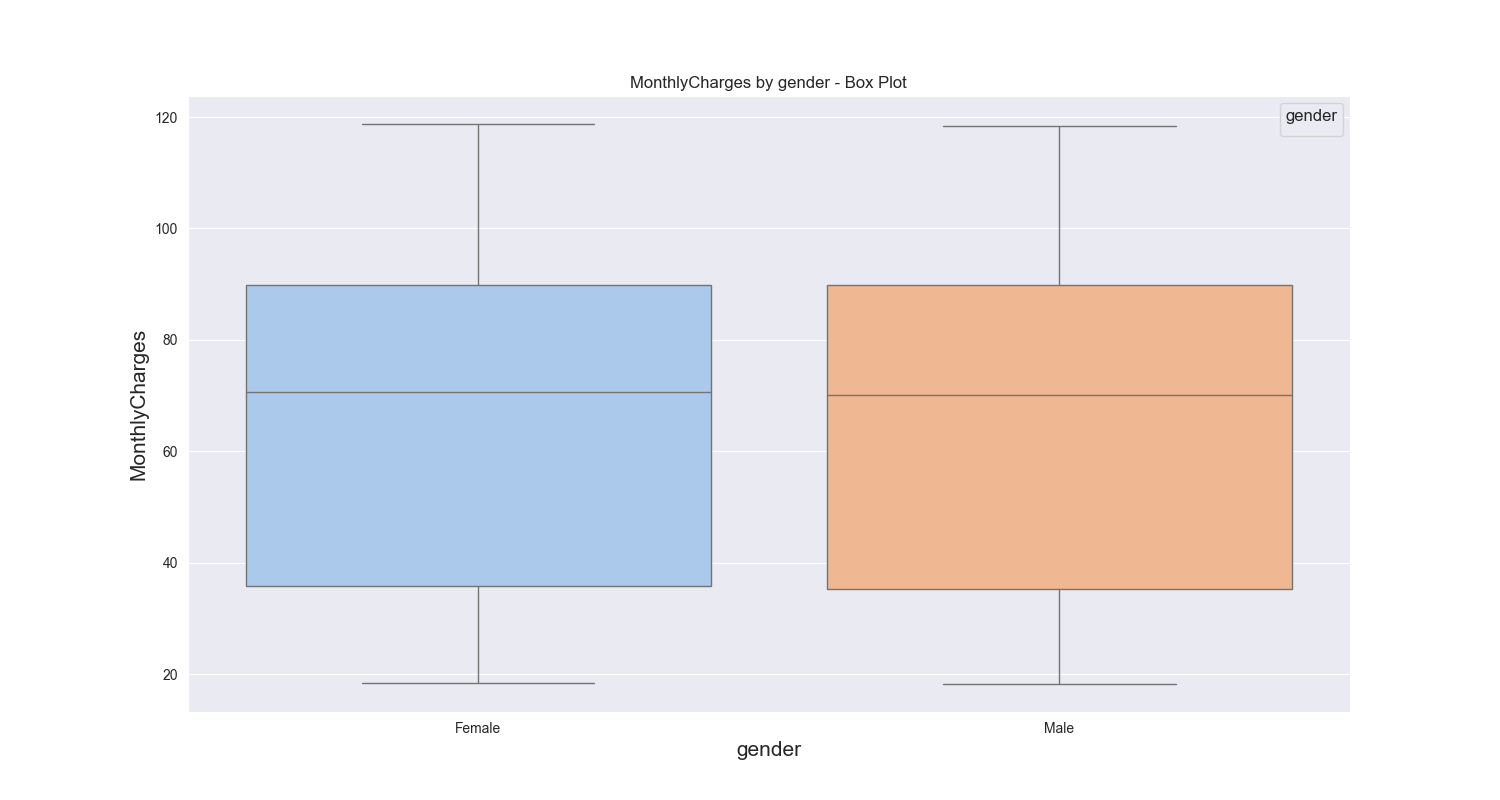 MonthlyCharges by gender - Box Plot
gender
120
100
80
60
40
20
MonthlyCharges
Female
Male
gender